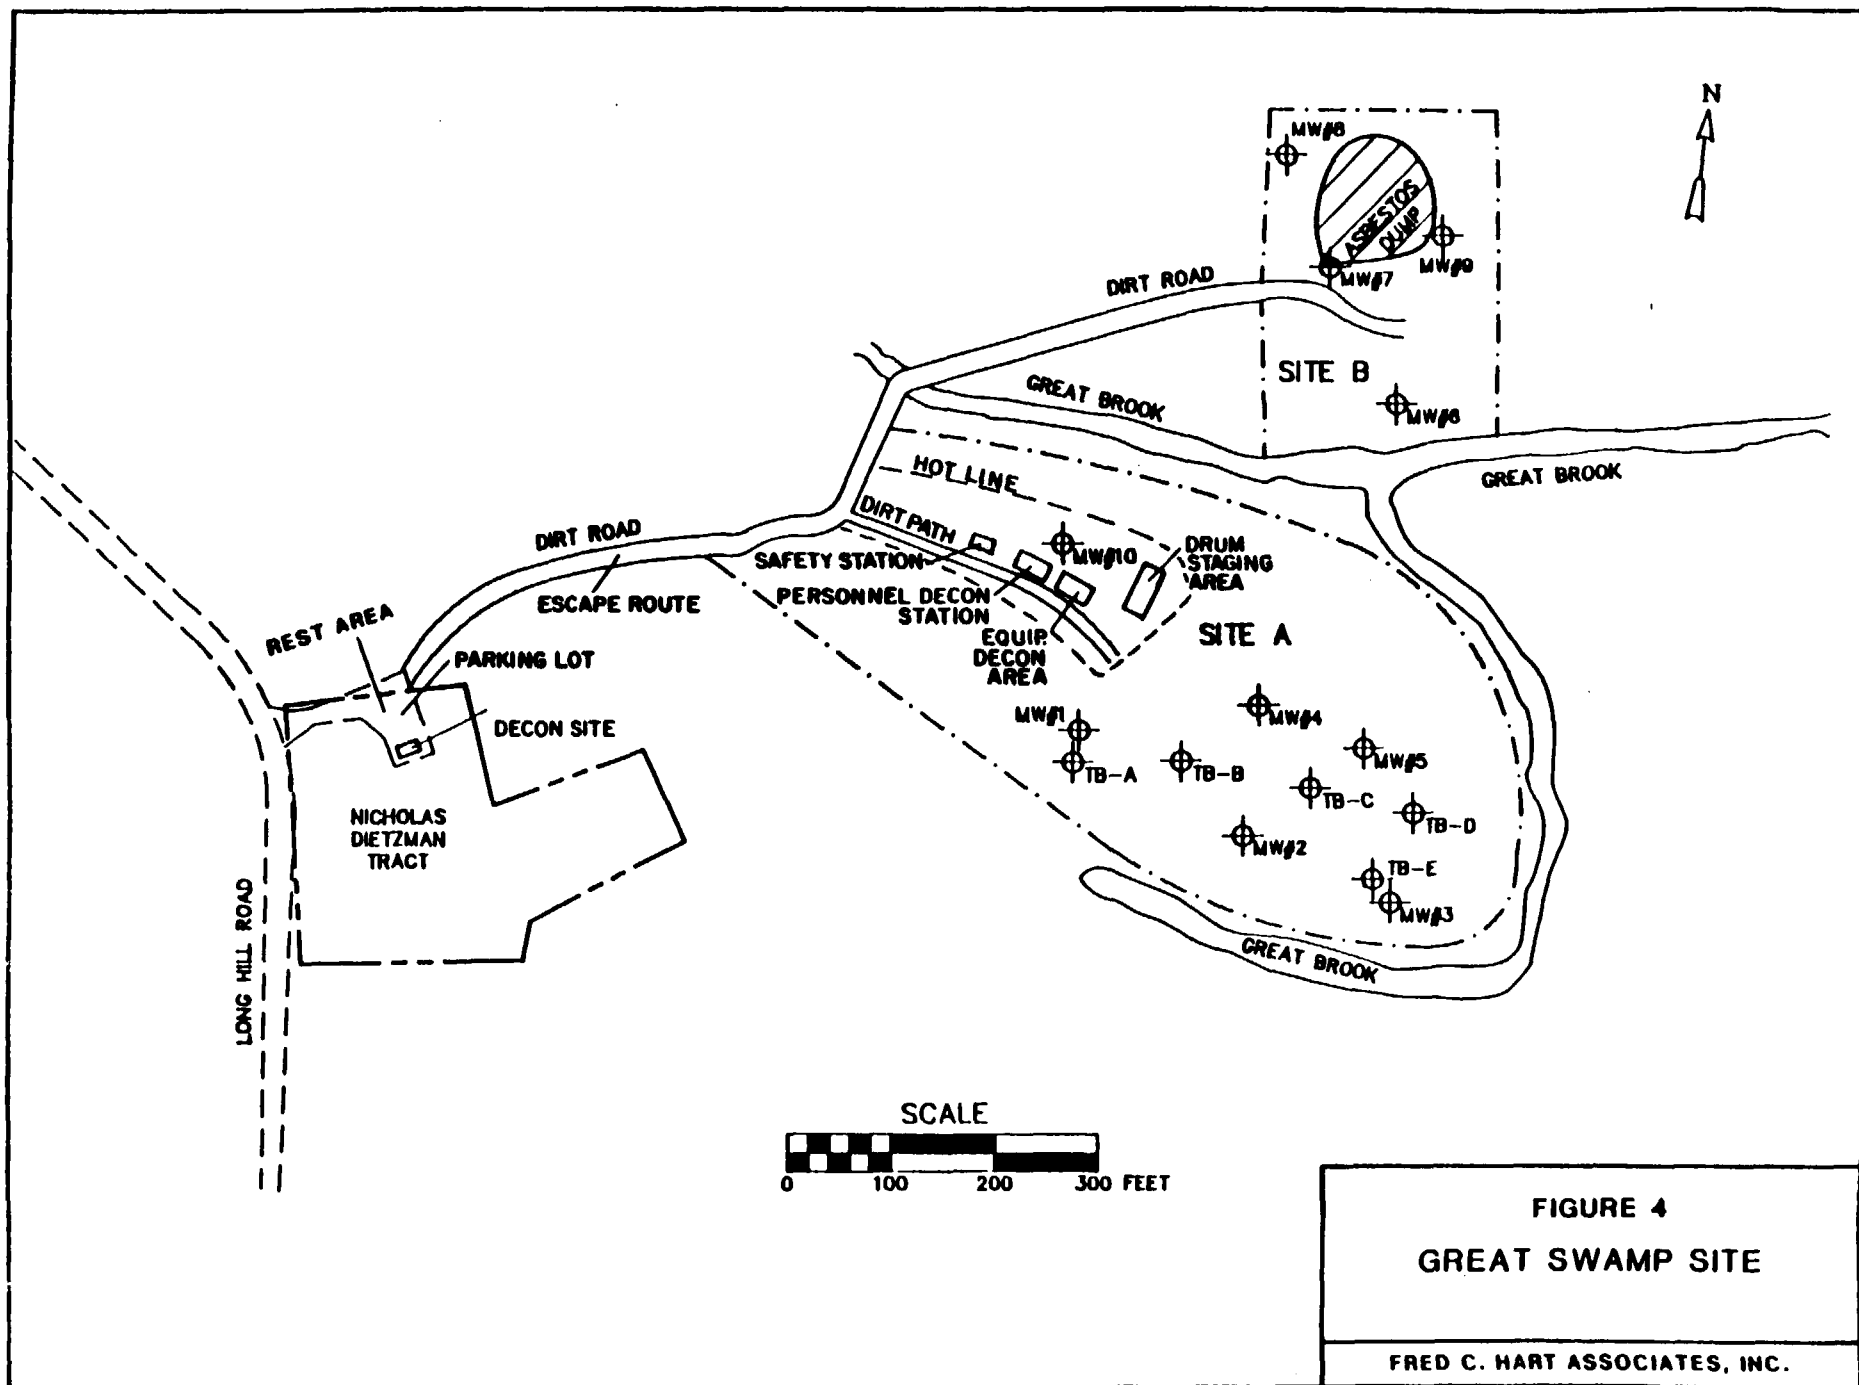 N
MW#8
ASBESTOS
DUMP
MW#9
MW#7
DIRT ROAD
SITE B
GREAT BROOK
MW#6
GREAT BROOK
HOT LINE
DIRT PATH
DIRT ROAD
MW#10
DRUM
STAGING
AREA
SAFETY STATION
ESCAPE ROUTE
PERSONNEL DECON
STATION
REST AREA
SITE A
EQUIP.
DECON
AREA
PARKING LOT
MW#1
MW#4
DECON SITE
MW#5
TB-A
TB-B
TB-C
TB-D
NICHOLAS
DIETZMAN
TRACT
MW#2
TB-E
MW#3
LONG HILL ROAD
GREAT BROOK
SCALE
0 100 200 300 FEET
FIGURE 4
GREAT SWAMP SITE
FRED C. HART ASSOCIATES, INC.